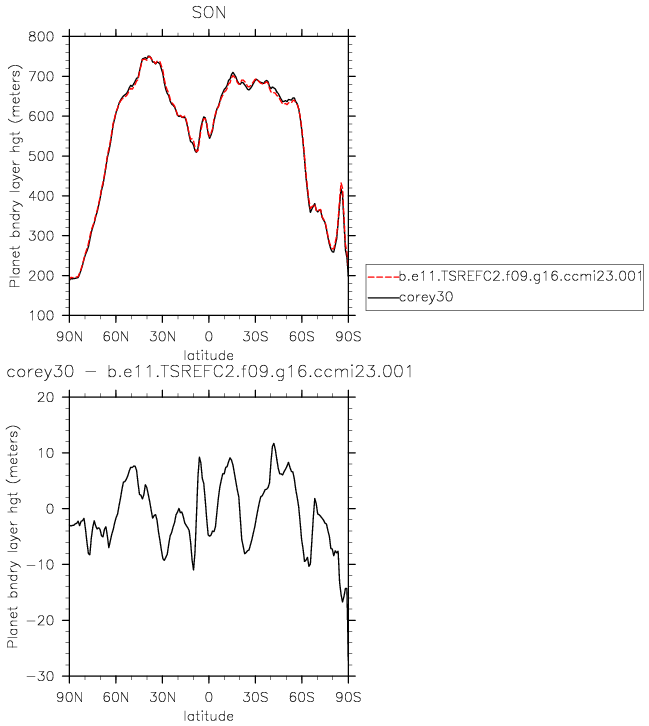 SON
800
700
600
500
400
300
200
100
Planet bndry layer hgt (meters)
90N 60N 30N 0 30S 60S 90S
latitude
b.e11.TSREFC2.f09.g16.ccmi23.001
corey30
corey30 − b.e11.TSREFC2.f09.g16.ccmi23.001
20
10
0
−10
−20
−30
Planet bndry layer hgt (meters)
90N 60N 30N 0 30S 60S 90S
latitude